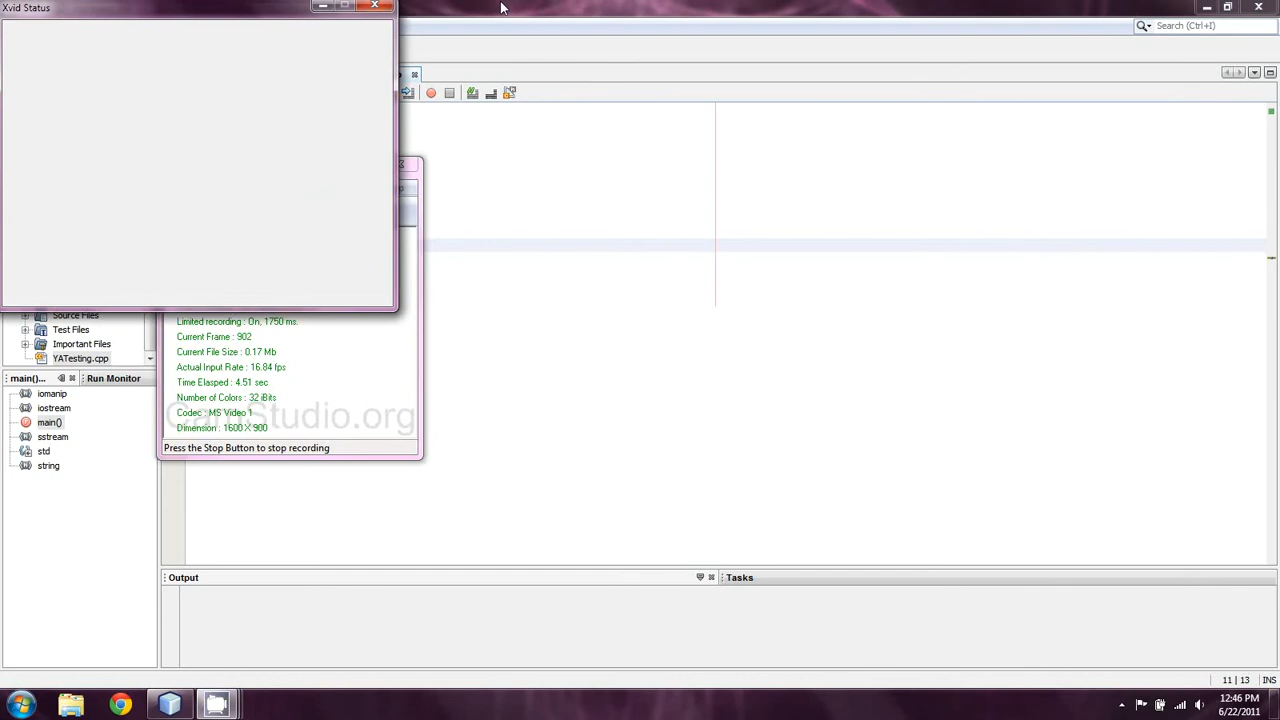 Xvid Status
Search (Ctrl+I)
Source Files
Test Files
Important Files
YATesting.cpp
main()...
Run Monitor
iomanip
iostream
main()
sstream
std
string
Limited recording : On, 1750 ms.
Current Frame : 902
Current File Size : 0.17 Mb
Actual Input Rate : 16.84 fps
Time Elasped : 4.51 sec
Number of Colors : 32 iBits
Codec : MS Video 1
Dimension : 1600 X 900
CamStudio.org
Press the Stop Button to stop recording
Output
Tasks
11 | 13
INS
12:46 PM
6/22/2011